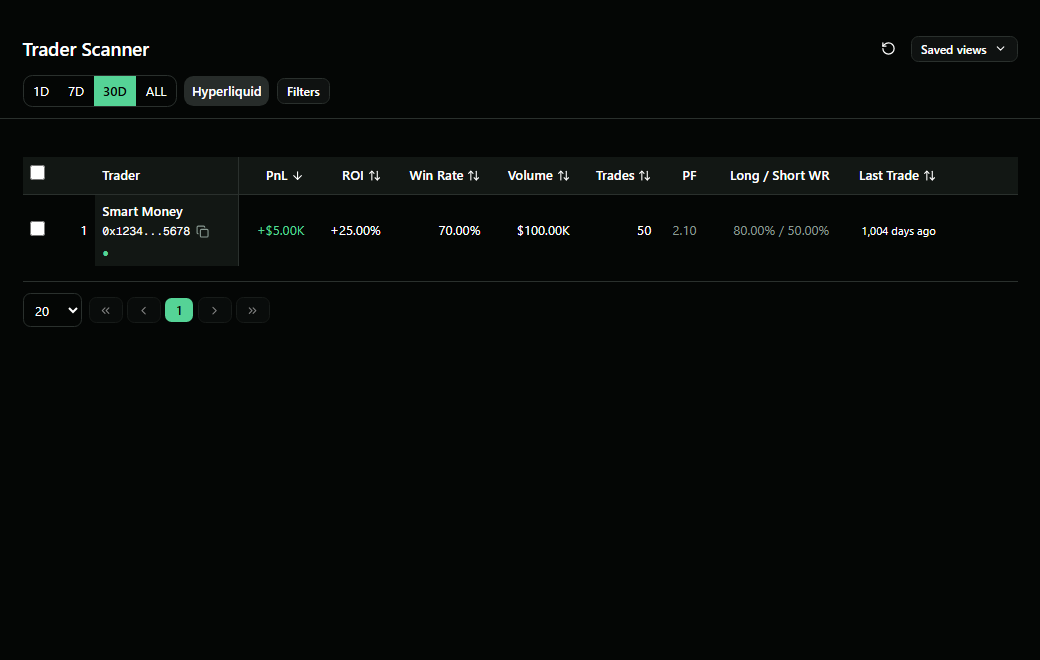 Trader Scanner
Saved views
1D 7D 30D ALL Hyperliquid Filters
Trader PnL ROI Win Rate Volume Trades PF Long / Short WR Last Trade
Smart Money
1 0x1234...5678 +$5.00K +25.00% 70.00% $100.00K 50 2.10 80.00% / 50.00% 1,004 days ago
20 « ‹ 1 › »